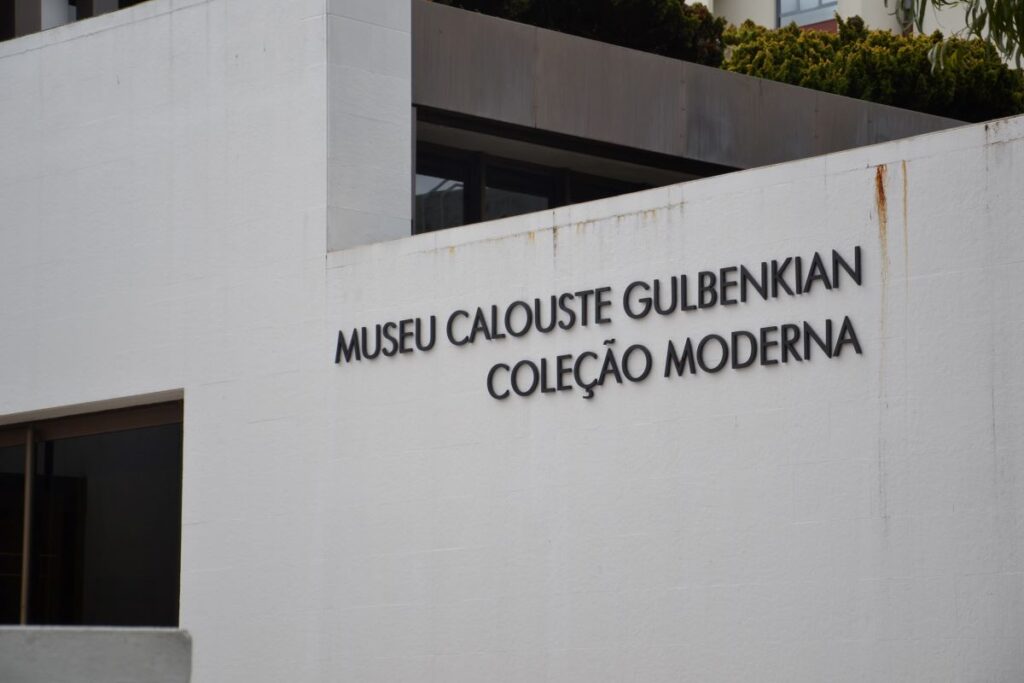 MUSEU CALOUSTE GULBENKIAN
COLEÇÃO MODERNA